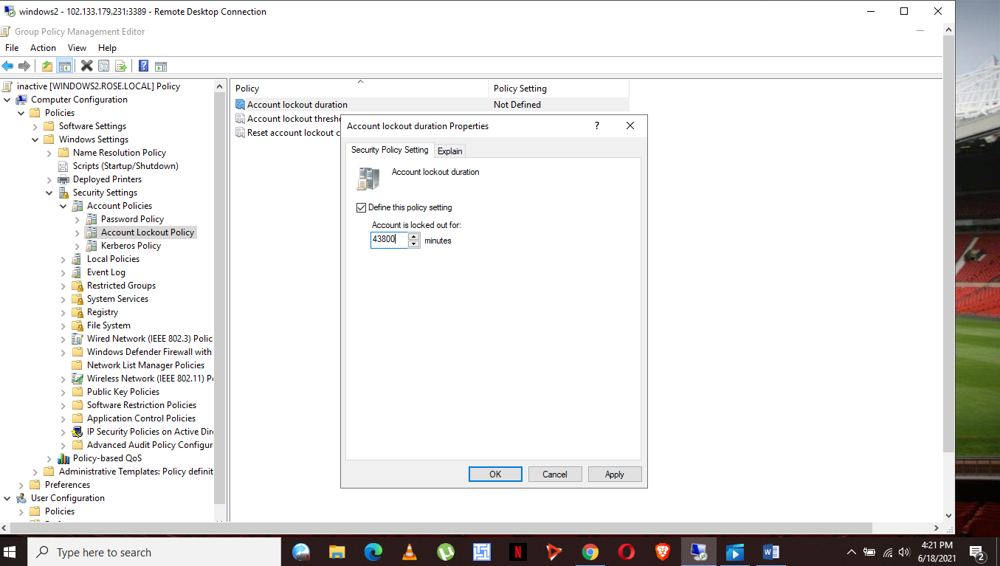 windows2 - 102.133.179.231:3389 - Remote Desktop Connection
Group Policy Management Editor
File Action View Help
inactive [WINDOWS2.ROSE.LOCAL] Policy
Computer Configuration
Policies
Software Settings
Windows Settings
Name Resolution Policy
Scripts (Startup/Shutdown)
Deployed Printers
Security Settings
Account Policies
Password Policy
Account Lockout Policy
Kerberos Policy
Local Policies
Event Log
Restricted Groups
System Services
Registry
File System
Wired Network (IEEE 802.3) Polic
Windows Defender Firewall with
Network List Manager Policies
Wireless Network (IEEE 802.11) P
Public Key Policies
Software Restriction Policies
Application Control Policies
IP Security Policies on Active Dir
Advanced Audit Policy Configur
Policy-based QoS
Administrative Templates: Policy definit
Preferences
User Configuration
Policies
Policy Policy Setting
Account lockout duration Not Defined
Account lockout thresh
Reset account lockout c
Account lockout duration Properties
?
Security Policy Setting Explain
Account lockout duration
Define this policy setting
Account is locked out for:
43800 minutes
OK Cancel Apply
Type here to search
N
W
4:21 PM
6/18/2021
2